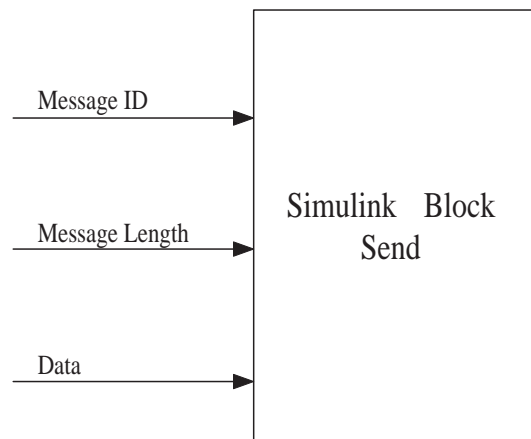 Message ID
Message Length
Data
Simulink Block
Send